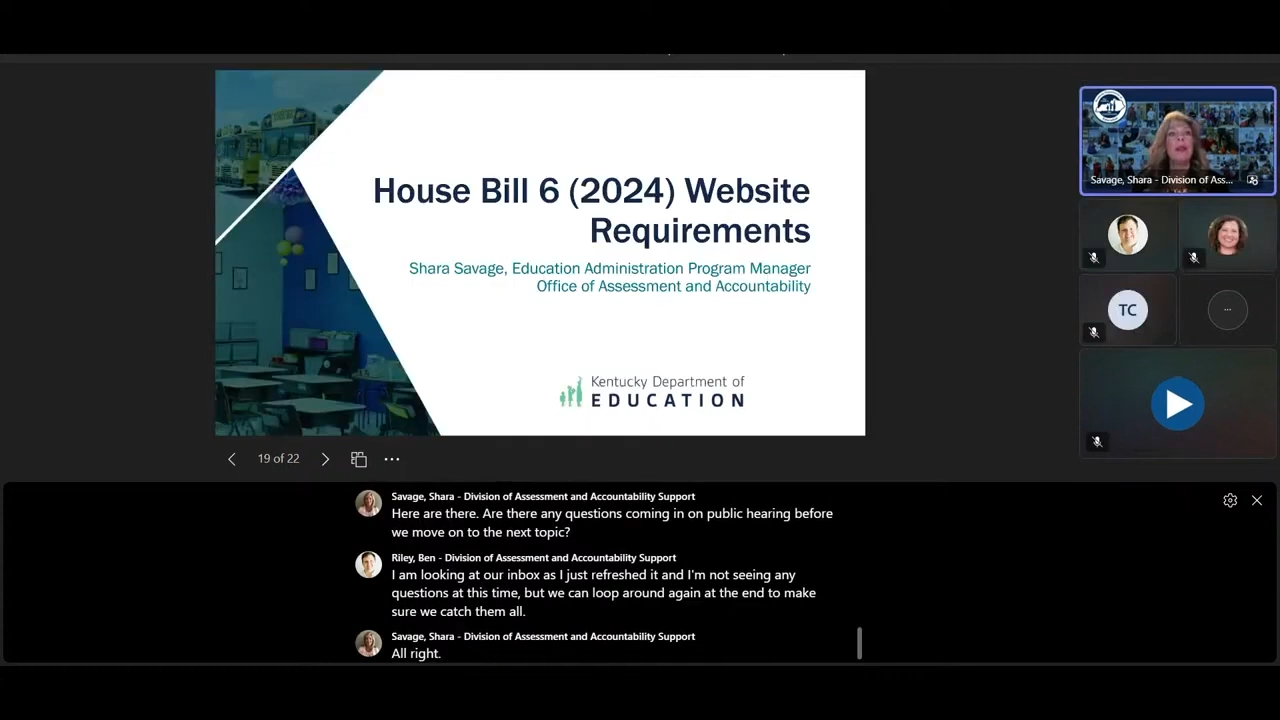 House Bill 6 (2024) Website
Requirements
Shara Savage, Education Administration Program Manager
Office of Assessment and Accountability
Kentucky Department of
EDUCATION
Savage, Shara - Division of Ass...
TC
19 of 22
Savage, Shara - Division of Assessment and Accountability Support
Here are there. Are there any questions coming in on public hearing before
we move on to the next topic?
Riley, Ben - Division of Assessment and Accountability Support
I am looking at our inbox as I just refreshed it and I'm not seeing any
questions at this time, but we can loop around again at the end to make
sure we catch them all.
Savage, Shara - Division of Assessment and Accountability Support
All right.